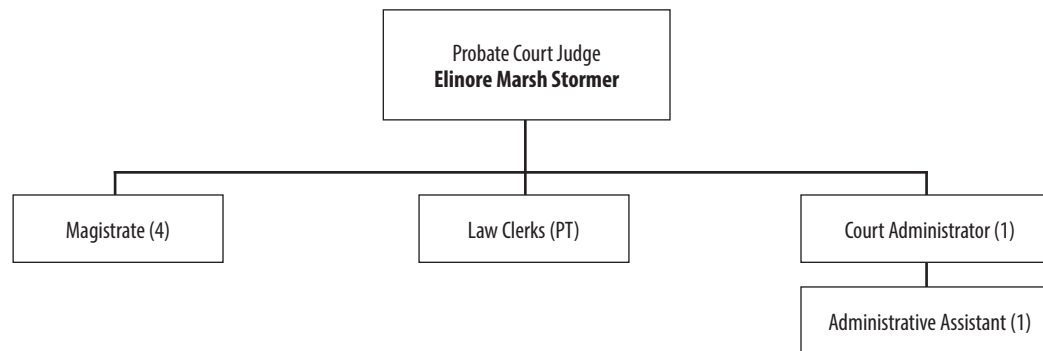 Probate Court Judge
Elinore Marsh Stormer
Magistrate (4)
Law Clerks (PT)
Court Administrator (1)
Administrative Assistant (1)